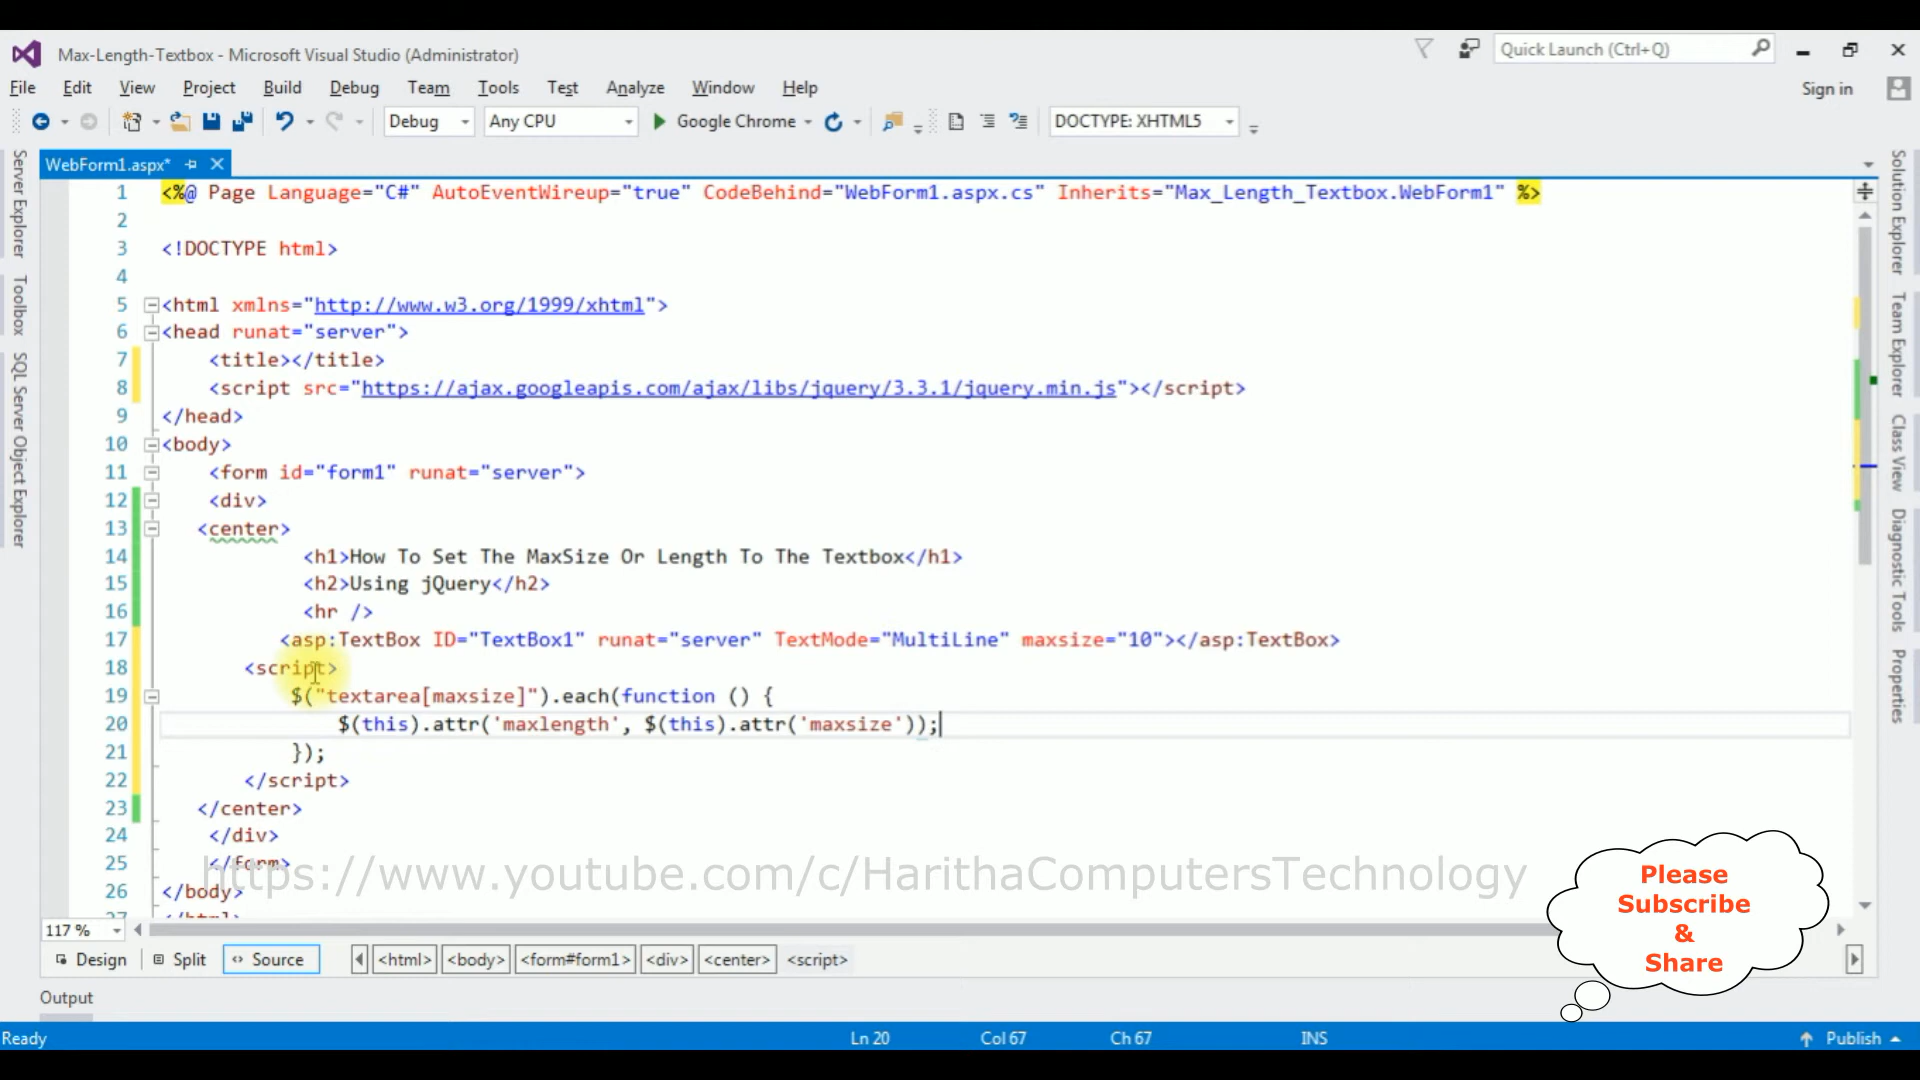 Max-Length-Textbox - Microsoft Visual Studio (Administrator)
Quick Launch (Ctrl+Q)
File Edit View Project Build Debug Team Tools Test Analyze Window Help
Sign in
Debug Any CPU Google Chrome DOCTYPE: XHTML5
Server Explorer
Toolbox
SQL Server Object Explorer
WebForm1.aspx*
1 <%@ Page Language="C#" AutoEventWireup="true" CodeBehind="WebForm1.aspx.cs" Inherits="Max_Length_Textbox.WebForm1" %>
2
3 <!DOCTYPE html>
4
5 <html xmlns="http://www.w3.org/1999/xhtml">
6 <head runat="server">
7 <title></title>
8 <script src="https://ajax.googleapis.com/ajax/libs/jquery/3.3.1/jquery.min.js"></script>
9 </head>
10 <body>
11 <form id="form1" runat="server">
12 <div>
13 <center>
14 <h1>How To Set The MaxSize Or Length To The Textbox</h1>
15 <h2>Using jQuery</h2>
16 <hr />
17 <asp:TextBox ID="TextBox1" runat="server" TextMode="MultiLine" maxsize="10"></asp:TextBox>
18 <script>
19 $("textarea[maxsize]").each(function () {
20 $(this).attr('maxlength', $(this).attr('maxsize'));
21 });
22 </script>
23 </center>
24 </div>
25 </form>
26 </body>
27 </html>
https://www.youtube.com/c/HarithaComputersTechnology
Please
Subscribe
&
Share
Solution Explorer
Team Explorer
Class View
Diagnostic Tools
Properties
117 %
Design Split Source <html> <body> <form#form1> <div> <center> <script>
Output
Ready Ln 20 Col 67 Ch 67 INS Publish